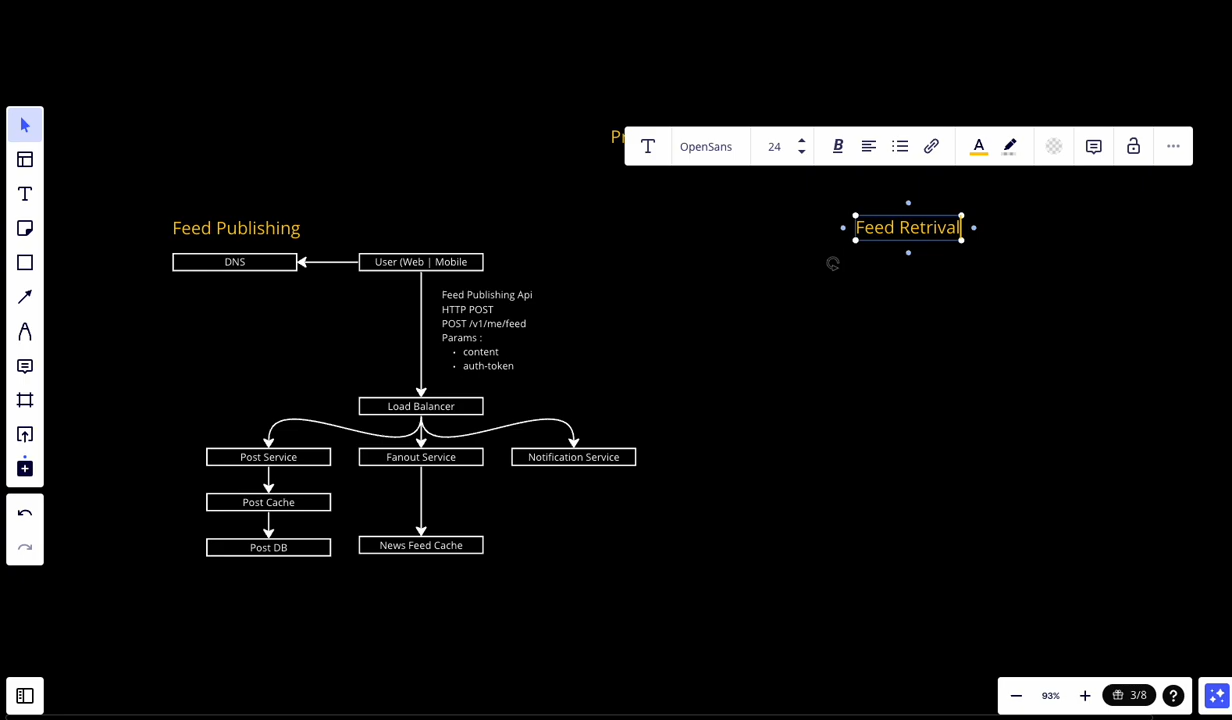 Pr
OpenSans
24
B
A
Feed Publishing
Feed Retrival
DNS
User (Web | Mobile
Feed Publishing Api
HTTP POST
POST /v1/me/feed
Params :
content
auth-token
Load Balancer
Post Service
Fanout Service
Notification Service
Post Cache
Post DB
News Feed Cache
93%
3/8